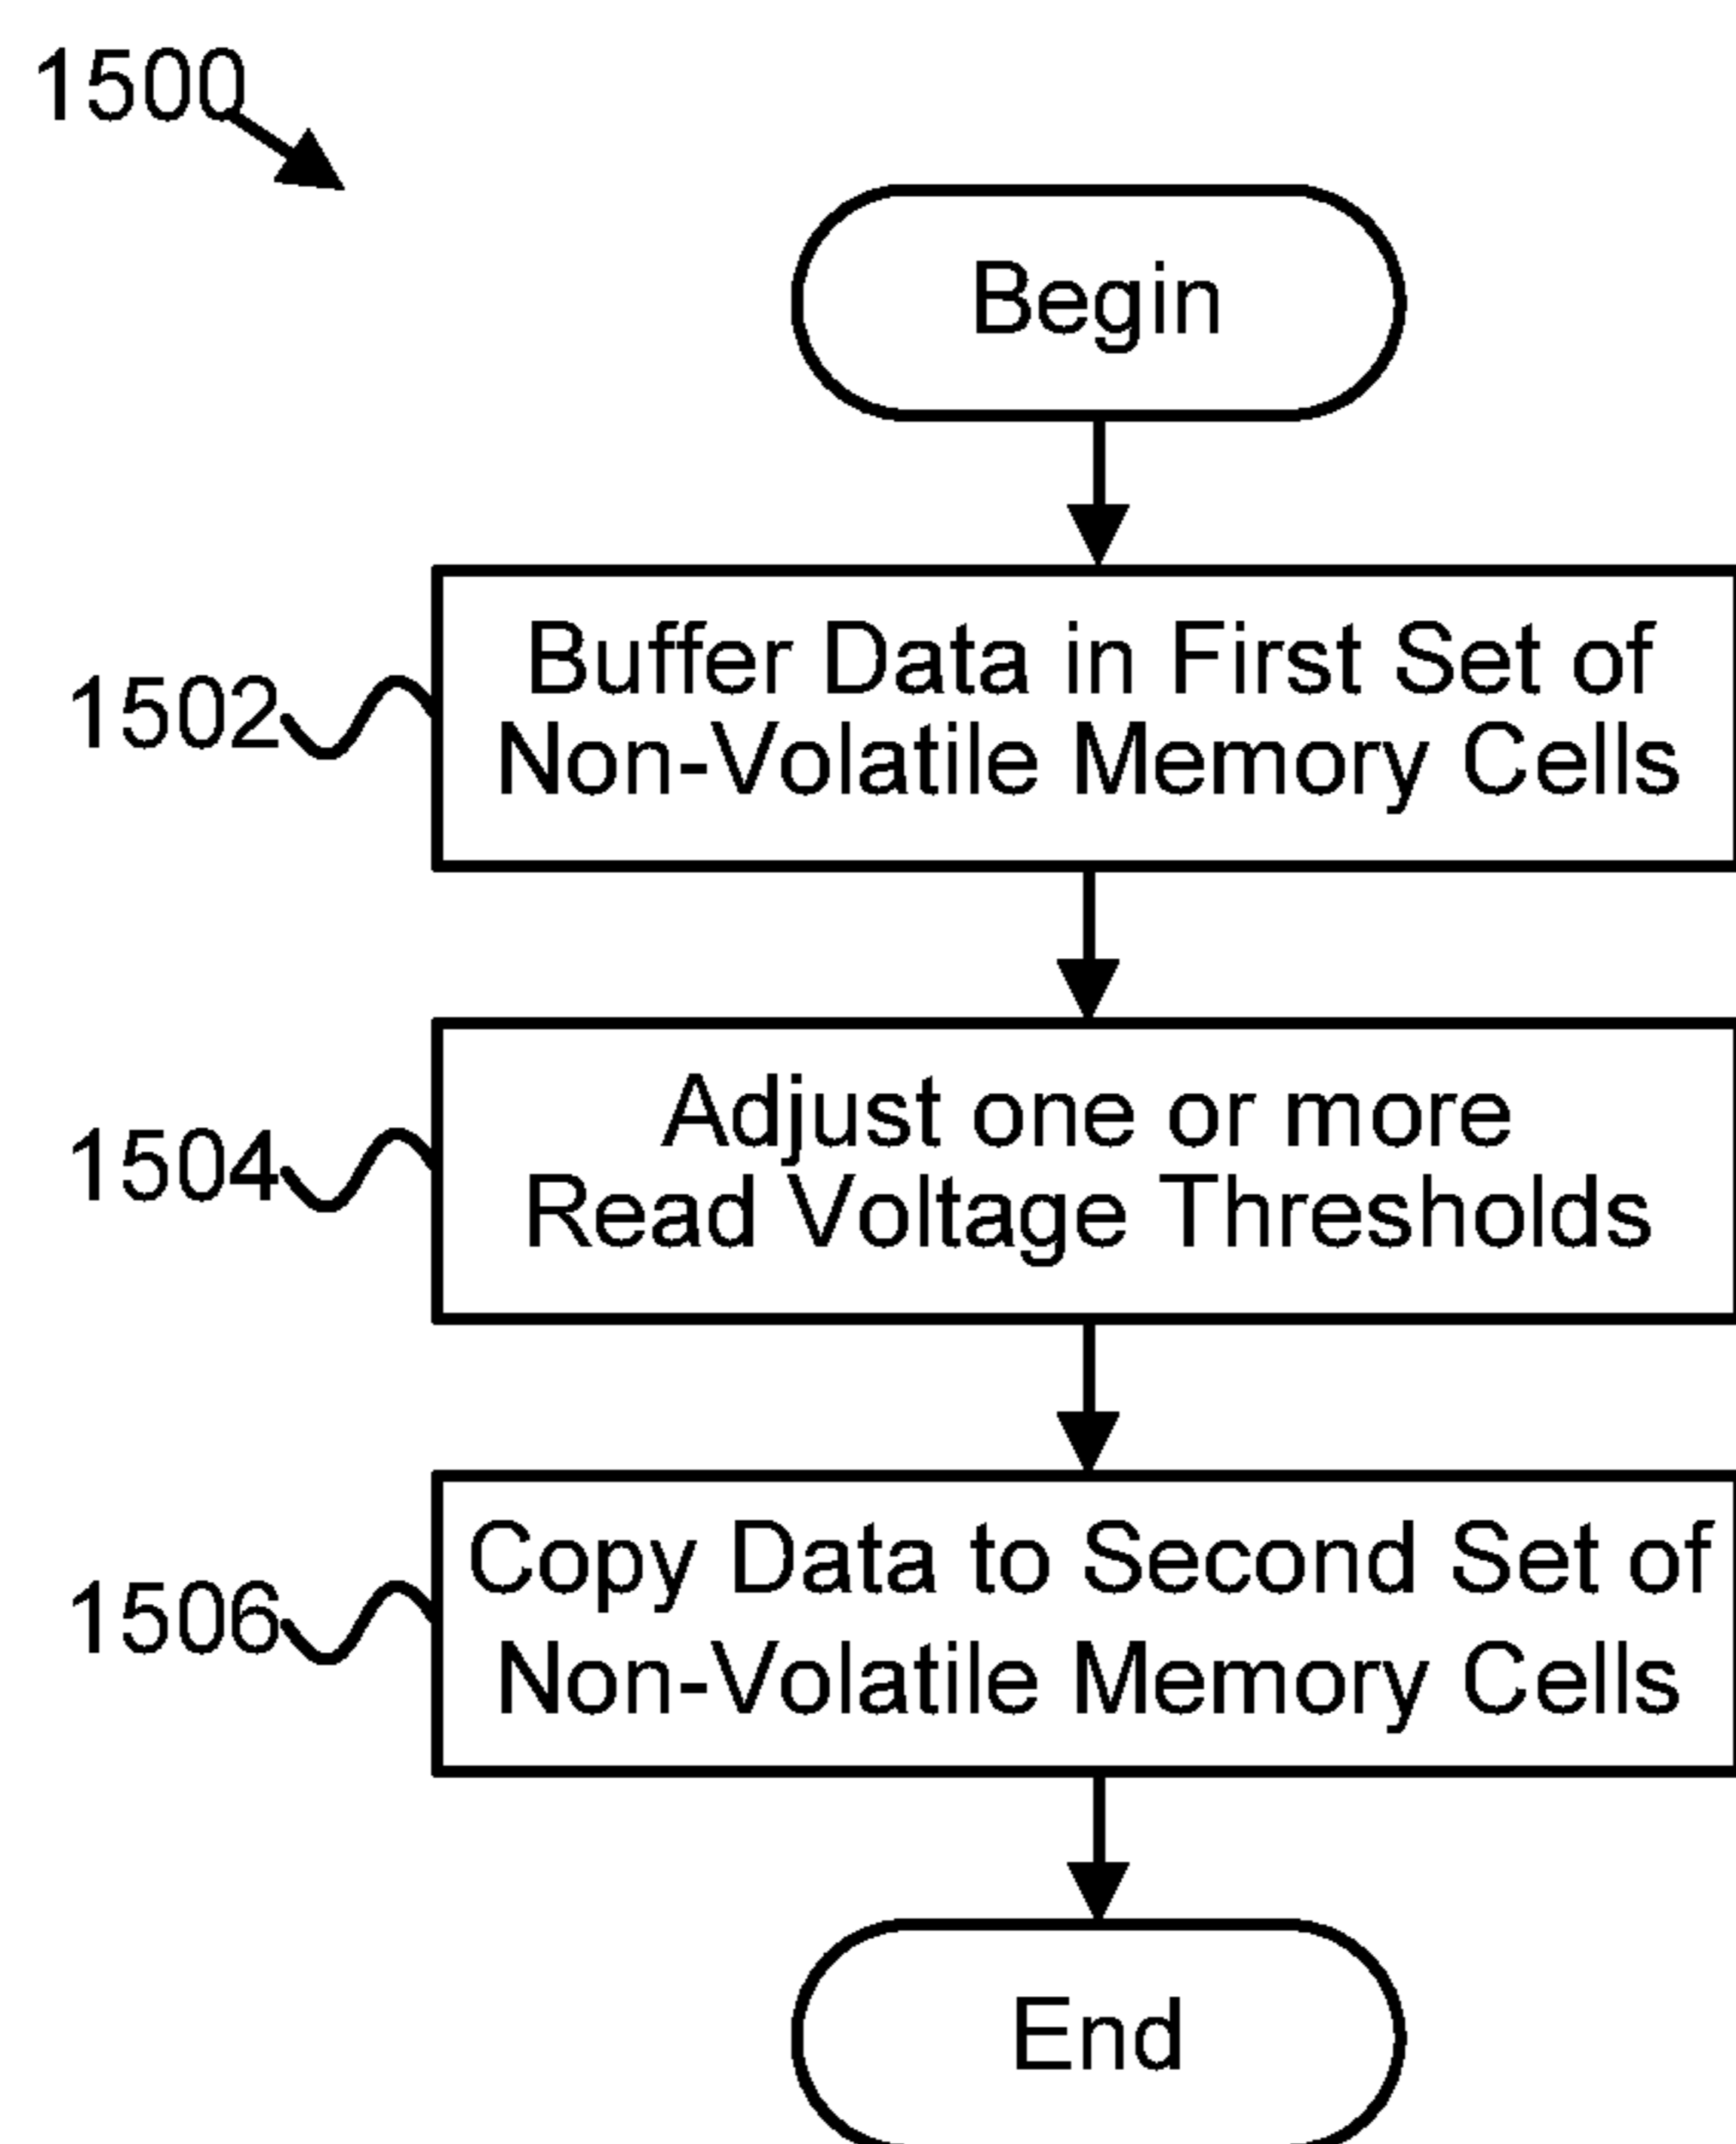 1500
Begin
1502
Buffer Data in First Set of
Non-Volatile Memory Cells
1504
Adjust one or more
Read Voltage Thresholds
1506
Copy Data to Second Set of
Non-Volatile Memory Cells
End